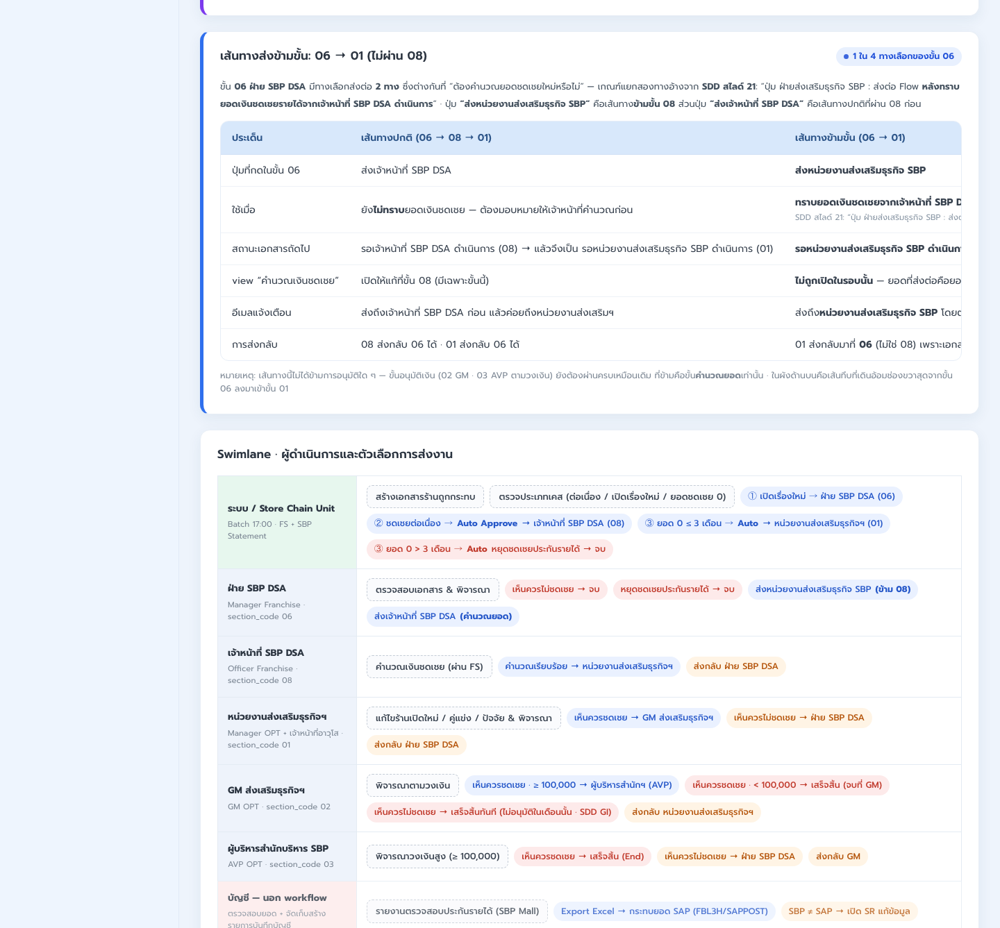 เส้นทางส่งข้ามขั้น: 06 → 01 (ไม่ผ่าน 08)
1 ใน 4 ทางเลือกของขั้น 06
ขั้น 06 ฝ่าย SBP DSA มีทางเลือกส่งต่อ 2 ทาง ซึ่งต่างกันที่ “ต้องคำนวณยอดชดเชยใหม่หรือไม่” — เกณฑ์แยกสองทางอ้างจาก SDD สไลด์ 21: “ปุ่ม ฝ่ายส่งเสริมธุรกิจ SBP : ส่งต่อ Flow หลังทราบ
ยอดเงินชดเชยรายได้จากเจ้าหน้าที่ SBP DSA ดำเนินการ” · ปุ่ม “ส่งหน่วยงานส่งเสริมธุรกิจ SBP” คือเส้นทางข้ามขั้น 08 ส่วนปุ่ม “ส่งเจ้าหน้าที่ SBP DSA” คือเส้นทางปกติที่ผ่าน 08 ก่อน
ประเด็น เส้นทางปกติ (06 → 08 → 01) เส้นทางข้ามขั้น (06 → 01)
ปุ่มที่กดในขั้น 06 ส่งเจ้าหน้าที่ SBP DSA ส่งหน่วยงานส่งเสริมธุรกิจ SBP
ใช้เมื่อ ยังไม่ทราบยอดเงินชดเชย — ต้องมอบหมายให้เจ้าหน้าที่คำนวณก่อน ทราบยอดเงินชดเชยจากเจ้าหน้าที่ SBP
SDD สไลด์ 21: “ปุ่ม ฝ่ายส่งเสริมธุรกิจ SBP :
สถานะเอกสารถัดไป รอเจ้าหน้าที่ SBP DSA ดำเนินการ (08) → แล้วจึงเป็น รอหน่วยงานส่งเสริมธุรกิจ SBP ดำเนินการ (01) รอหน่วยงานส่งเสริมธุรกิจ SBP
view “คำนวณเงินชดเชย” เปิดให้แก้ที่ขั้น 08 (มีเฉพาะขั้นนี้) ไม่ถูกเปิดในรอบนั้น — ยอดที่ส่งต่อคือ
อีเมลแจ้งเตือน ส่งถึงเจ้าหน้าที่ SBP DSA ก่อน แล้วค่อยถึงหน่วยงานส่งเสริมฯ ส่งถึงหน่วยงานส่งเสริมธุรกิจ SBP
การส่งกลับ 08 ส่งกลับ 06 ได้ · 01 ส่งกลับ 06 ได้ 01 ส่งกลับมาที่ 06 (ไม่ใช่ 08) เพราะ
หมายเหตุ: เส้นทางนี้ไม่ได้ข้ามการอนุมัติใด ๆ — ขั้นอนุมัติเงิน (02 GM · 03 AVP ตามวงเงิน) ยังต้องผ่านครบเหมือนเดิม ที่ข้ามคือขั้นคำนวณยอดเท่านั้น · ในผังด้านบนคือเส้นทึบที่เดินอ้อมช่องขวาสุดจากขั้น
06 ลงมาเข้าขั้น 01
Swimlane · ผู้ดำเนินการและตัวเลือกการส่งงาน
ระบบ / Store Chain Unit
Batch 17:00 · FS + SBP
Statement
สร้างเอกสารร้านถูกกระทบ ตรวจประเภทเคส (ต่อเนื่อง / เปิดเรื่องใหม่ / ยอดชดเชย 0) ① เปิดเรื่องใหม่ → ฝ่าย SBP DSA (06)
② ชดเชยต่อเนื่อง → Auto Approve → เจ้าหน้าที่ SBP DSA (08) ③ ยอด 0 ≤ 3 เดือน → Auto → หน่วยงานส่งเสริมธุรกิจฯ (01)
③ ยอด 0 > 3 เดือน → Auto หยุดชดเชยประกันรายได้ → จบ
ฝ่าย SBP DSA
Manager Franchise ·
section_code 06
ตรวจสอบเอกสาร & พิจารณา เห็นควรไม่ชดเชย → จบ หยุดชดเชยประกันรายได้ → จบ ส่งหน่วยงานส่งเสริมธุรกิจ SBP (ข้าม 08)
ส่งเจ้าหน้าที่ SBP DSA (คำนวณยอด)
เจ้าหน้าที่ SBP DSA
Officer Franchise ·
section_code 08
คำนวณเงินชดเชย (ผ่าน FS) คำนวณเรียบร้อย → หน่วยงานส่งเสริมธุรกิจฯ ส่งกลับ ฝ่าย SBP DSA
หน่วยงานส่งเสริมธุรกิจฯ
Manager OPT + เจ้าหน้าที่อาวุโส ·
section_code 01
แก้ไขร้านเปิดใหม่ / คู่แข่ง / ปัจจัย & พิจารณา เห็นควรชดเชย → GM ส่งเสริมธุรกิจฯ เห็นควรไม่ชดเชย → ฝ่าย SBP DSA
ส่งกลับ ฝ่าย SBP DSA
GM ส่งเสริมธุรกิจฯ
GM OPT · section_code 02
พิจารณาตามวงเงิน เห็นควรชดเชย · ≥ 100,000 → ผู้บริหารสำนักฯ (AVP) เห็นควรชดเชย · < 100,000 → เสร็จสิ้น (จบที่ GM)
เห็นควรไม่ชดเชย → เสร็จสิ้นทันที (ไม่อนุมัติในเดือนนั้น · SDD GI) ส่งกลับ หน่วยงานส่งเสริมธุรกิจฯ
ผู้บริหารสำนักบริหาร SBP
AVP OPT · section_code 03
พิจารณาวงเงินสูง (≥ 100,000) เห็นควรชดเชย → เสร็จสิ้น (End) เห็นควรไม่ชดเชย → ฝ่าย SBP DSA ส่งกลับ GM
บัญชี — นอก workflow
ตรวจสอบยอด + จัดเก็บสร้าง
รายการบันทึกบัญชี
รายงานตรวจสอบประกันรายได้ (SBP Mall) Export Excel → กระทบยอด SAP (FBL3H/SAPPOST) SBP ≠ SAP → เปิด SR แก้ข้อมูล